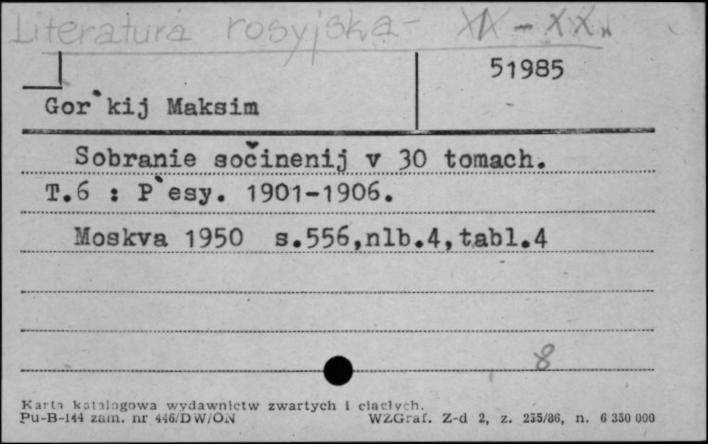 Literatura rosyjska - XIX - XX w
51985
Gor`kij Maksim
Sobranie sočinenij v 30 tomach.
T.6 : P`esy. 1901-1906.
Moskva 1950 s.556,nlb.4,tabl.4
8
Karta katalogowa wydawnictw zwartych i ciągłych.
Pu-B-144 zam. nr 446/DW/ON WZGraf. Z-d 2, z. 235/86, n. 6 350 000